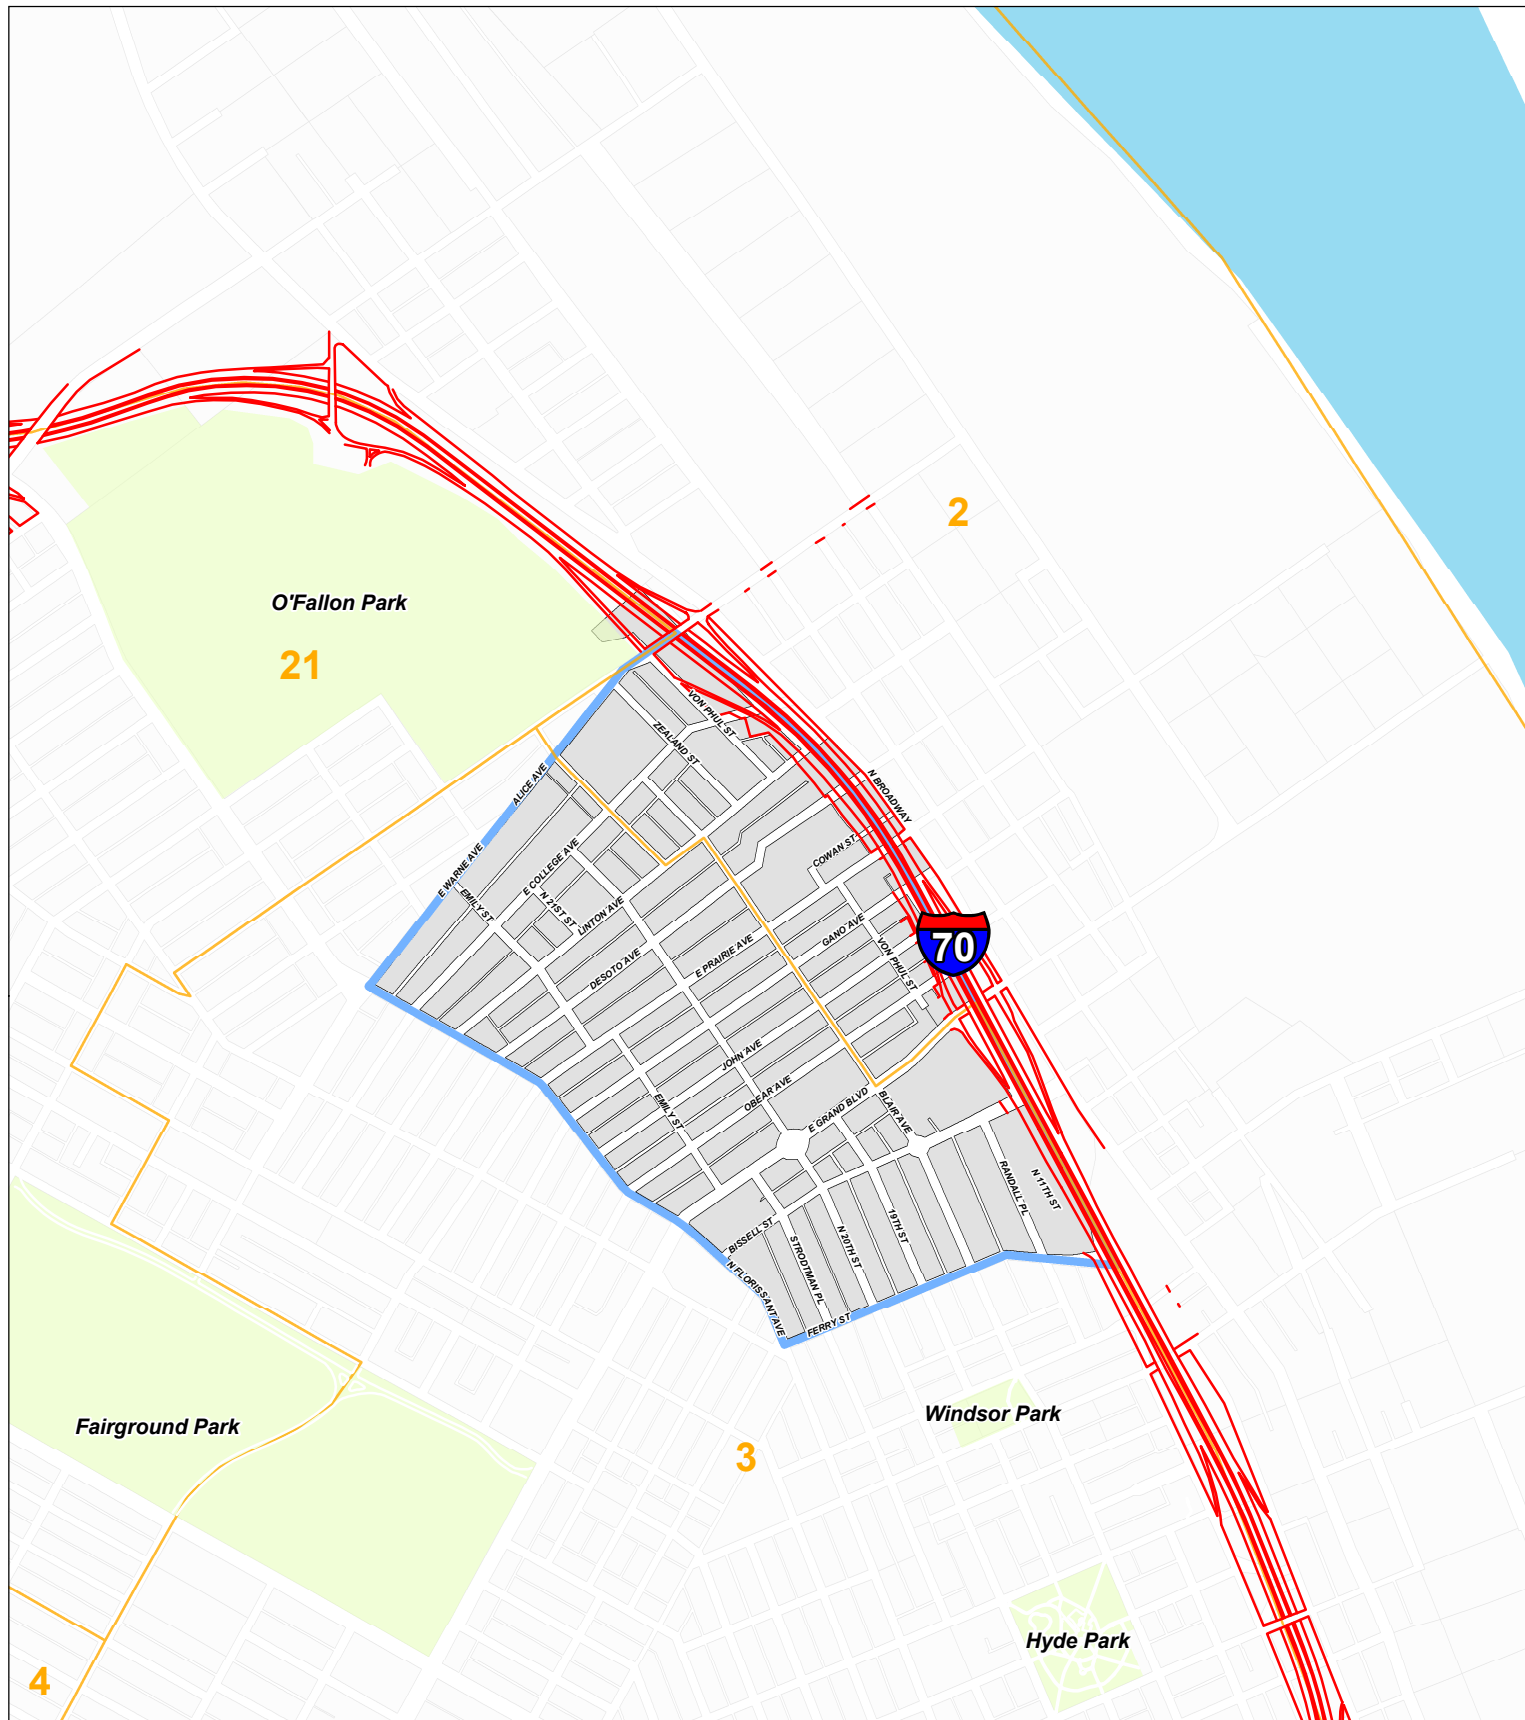 2
O'Fallon Park
21
VON PHUL ST
ZEALAND ST
ALICE AVE
N BROADWAY
E WARNE AVE
E COLLEGE AVE
COWAN ST
EMILY ST
N 21ST ST
LINTON AVE
GANO AVE
70
DESOTO AVE
E PRAIRIE AVE
VON PHUL ST
JOHN AVE
OBEAR AVE
EMILY ST
E GRAND BLVD
BLAIR AVE
RANDALL PL
N 11TH ST
BISSELL ST
N 20TH ST
19TH ST
STRODTMAN PL
N FLORISSANT AVE
FERRY ST
Windsor Park
Fairground Park
3
Hyde Park
4